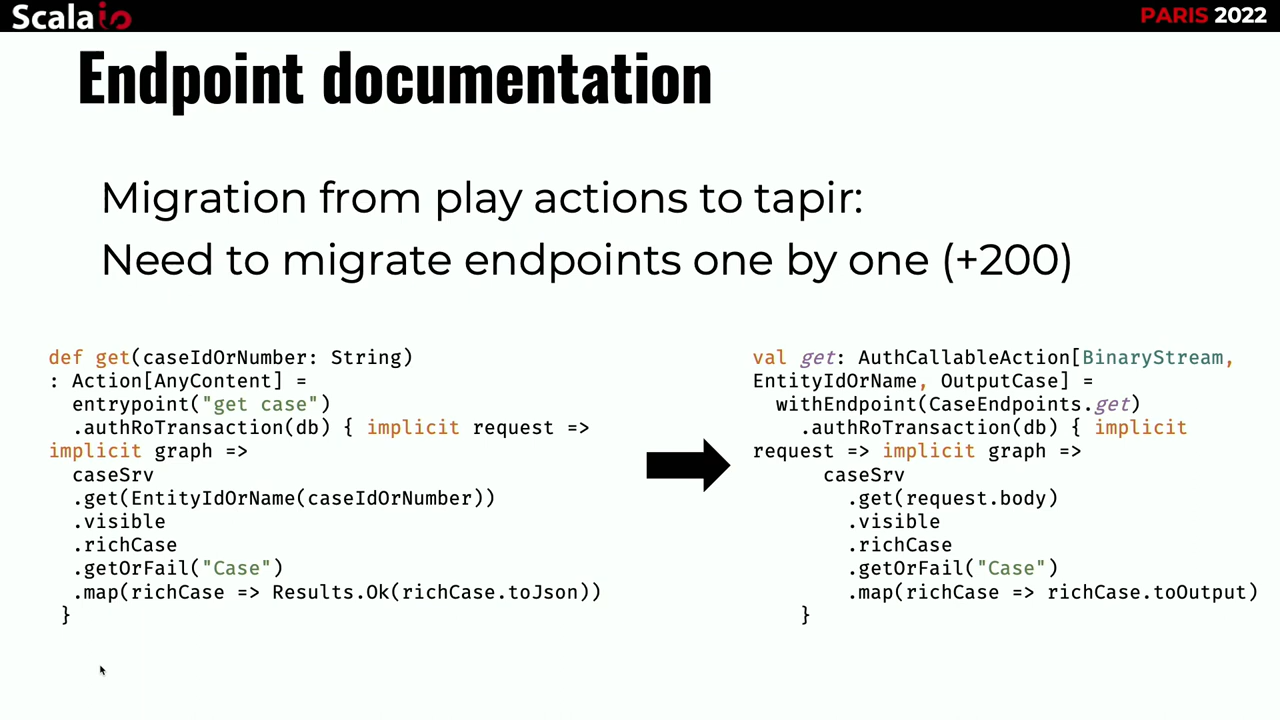 Scalaio
PARIS 2022
Endpoint documentation
Migration from play actions to tapir:
Need to migrate endpoints one by one (+200)
def get(caseIdOrNumber: String)
: Action[AnyContent] =
entrypoint("get case")
.authRoTransaction(db) { implicit request =>
implicit graph =>
caseSrv
.get(EntityIdOrName(caseIdOrNumber))
.visible
.richCase
.getOrFail("Case")
.map(richCase => Results.Ok(richCase.toJson))
}
val get: AuthCallableAction[BinaryStream,
EntityIdOrName, OutputCase] =
withEndpoint(CaseEndpoints.get)
.authRoTransaction(db) { implicit
request => implicit graph =>
caseSrv
.get(request.body)
.visible
.richCase
.getOrFail("Case")
.map(richCase => richCase.toOutput)
}